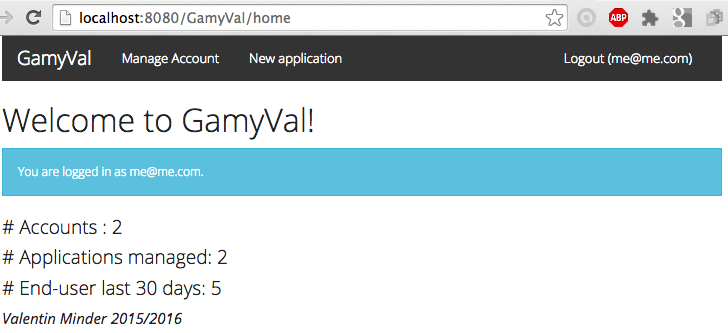 localhost:8080/GamyVal/home
ABP
GamyVal Manage Account New application Logout (me@me.com)
Welcome to GamyVal!
You are logged in as me@me.com.
# Accounts : 2
# Applications managed: 2
# End-user last 30 days: 5
Valentin Minder 2015/2016